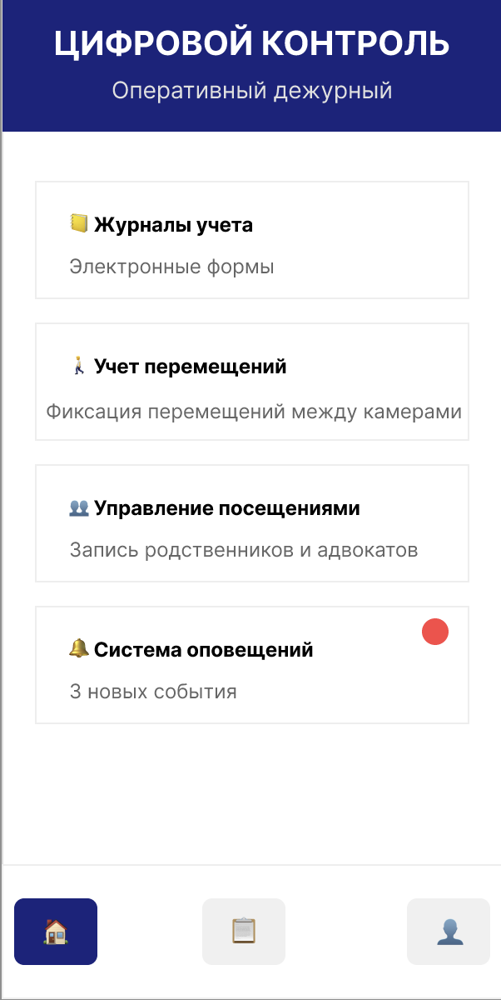 ЦИФРОВОЙ КОНТРОЛЬ
Оперативный дежурный
📒 Журналы учета
Электронные формы
🚶 Учет перемещений
Фиксация перемещений между камерами
👥 Управление посещениями
Запись родственников и адвокатов
🔔 Система оповещений
3 новых события